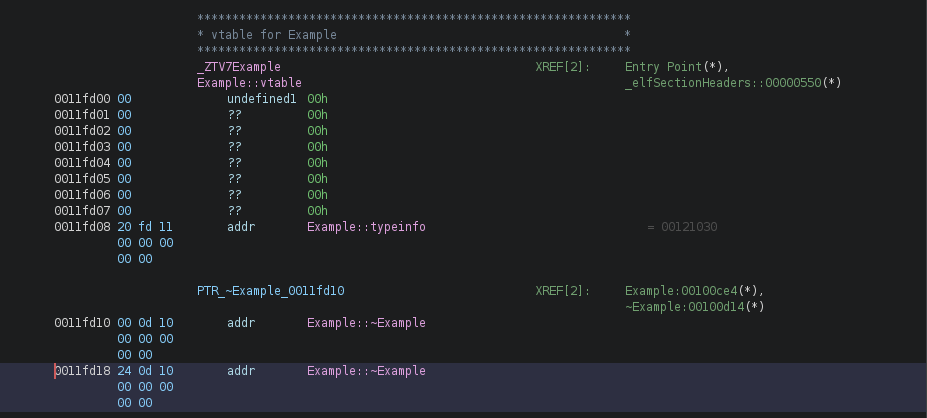 **************************************************************
* vtable for Example *
**************************************************************
_ZTV7Example XREF[2]: Entry Point(*),
Example::vtable _elfSectionHeaders::00000550(*)
0011fd00 00 undefined1 00h
0011fd01 00 ?? 00h
0011fd02 00 ?? 00h
0011fd03 00 ?? 00h
0011fd04 00 ?? 00h
0011fd05 00 ?? 00h
0011fd06 00 ?? 00h
0011fd07 00 ?? 00h
0011fd08 20 fd 11 addr Example::typeinfo = 00121030
00 00 00
00 00
PTR_~Example_0011fd10 XREF[2]: Example:00100ce4(*),
~Example:00100d14(*)
0011fd10 00 0d 10 addr Example::~Example
00 00 00
00 00
0011fd18 24 0d 10 addr Example::~Example
00 00 00
00 00